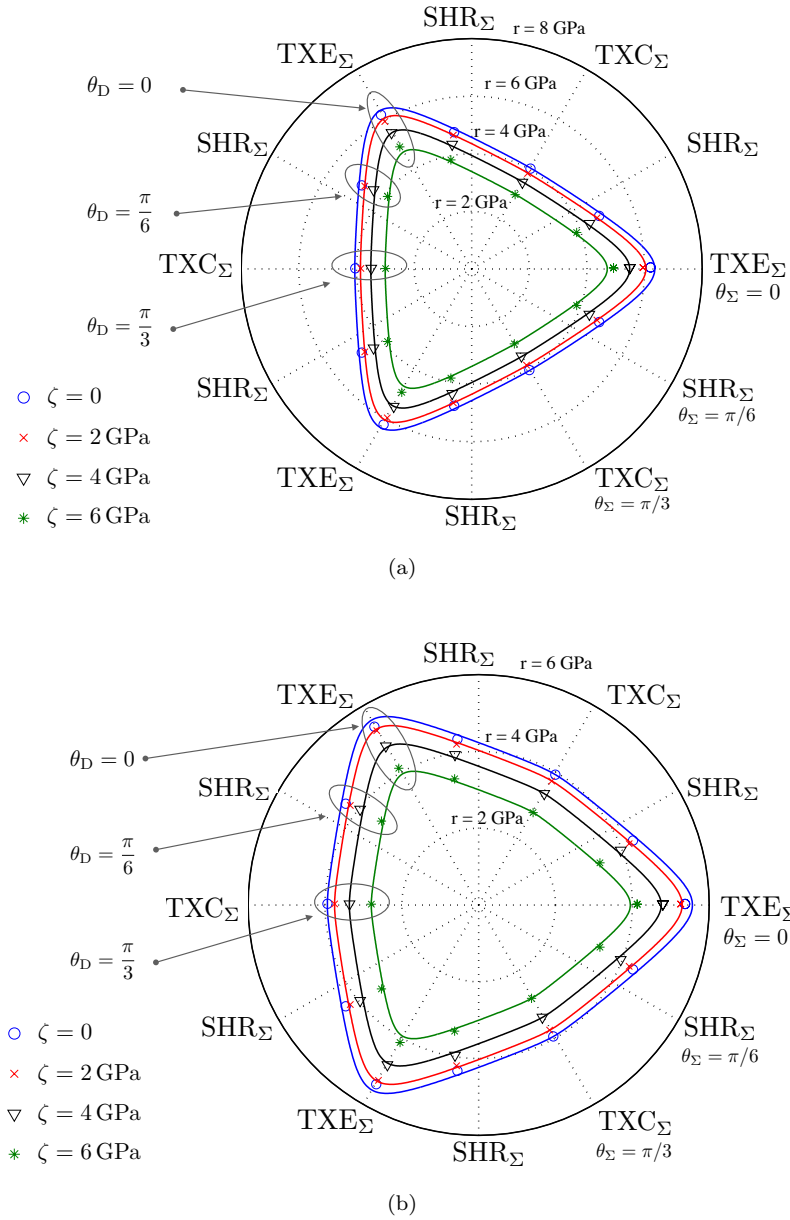 SHR_Σ
r = 8 GPa
TXE_Σ
TXC_Σ
θ_D = 0
r = 6 GPa
r = 4 GPa
SHR_Σ
SHR_Σ
θ_D = π/6
r = 2 GPa
TXC_Σ
TXE_Σ
θ_Σ = 0
θ_D = π/3
SHR_Σ
SHR_Σ
θ_Σ = π/6
ζ = 0
ζ = 2 GPa
ζ = 4 GPa
ζ = 6 GPa
TXE_Σ
TXC_Σ
θ_Σ = π/3
SHR_Σ
(a)
SHR_Σ
r = 6 GPa
TXE_Σ
TXC_Σ
r = 4 GPa
θ_D = 0
SHR_Σ
SHR_Σ
r = 2 GPa
θ_D = π/6
TXC_Σ
TXE_Σ
θ_Σ = 0
θ_D = π/3
SHR_Σ
SHR_Σ
θ_Σ = π/6
ζ = 0
ζ = 2 GPa
ζ = 4 GPa
ζ = 6 GPa
TXE_Σ
TXC_Σ
θ_Σ = π/3
SHR_Σ
(b)